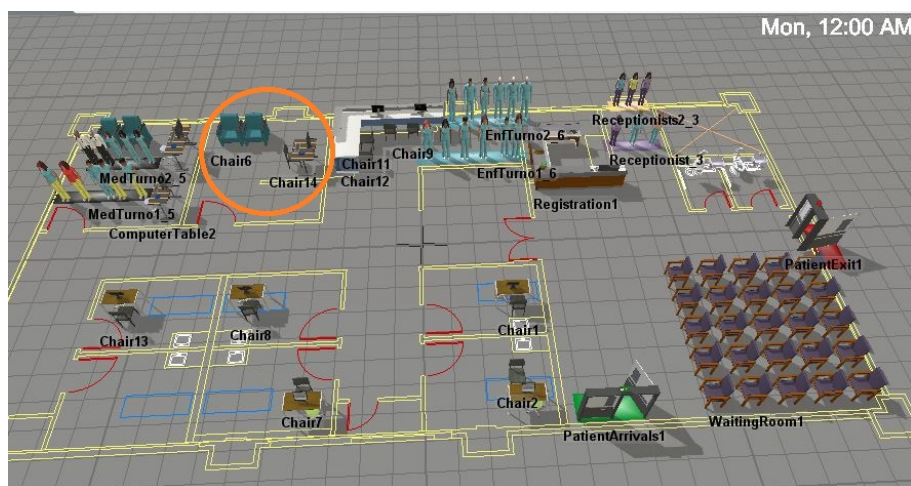 Mon, 12:00 AM
Receptionists2_3
EnfTurno2_6
Chair9
Chair11
Chair6
Receptionist_3
EnfTurno1_6
Chair12
Chair14
MedTurno2_5
Registration1
MedTurno1_5
ComputerTable2
PatientExit1
Chair13
Chair8
Chair1
Chair7
Chair2
WaitingRoom1
PatientArrivals1